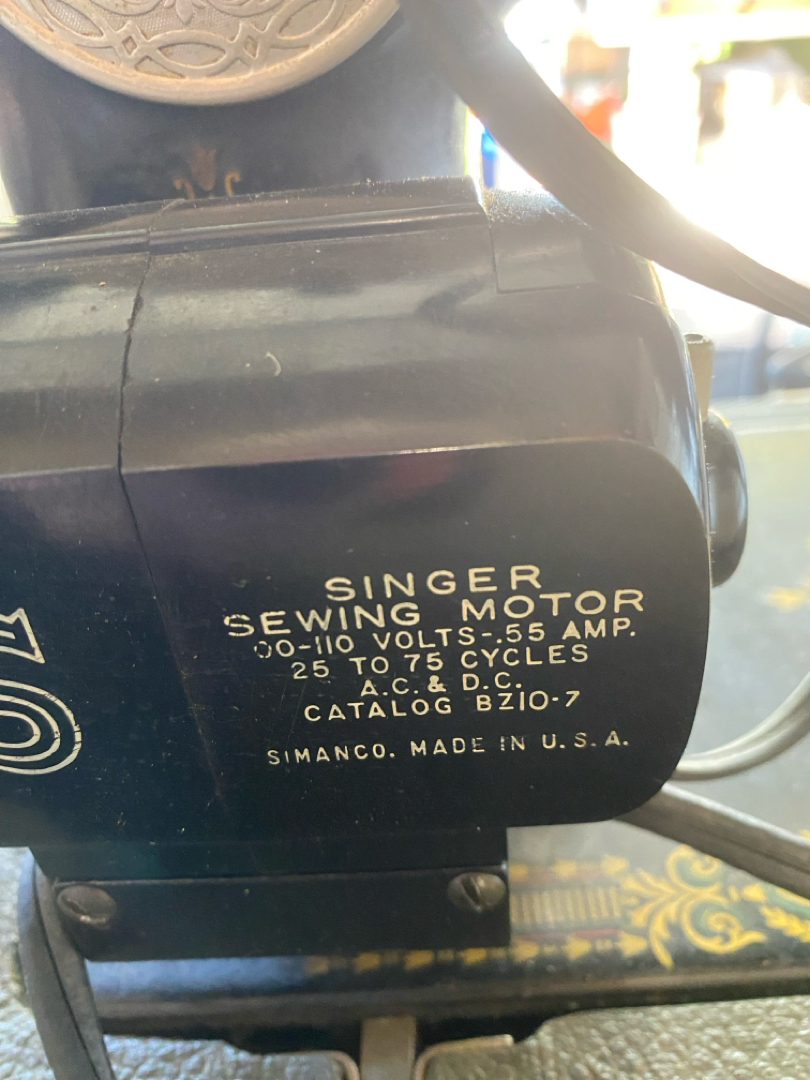 SINGER
SEWING MOTOR
00-110 VOLTS-.55 AMP.
25 TO 75 CYCLES
A.C. & D.C.
CATALOG BZ10-7
SIMANCO. MADE IN U.S.A.